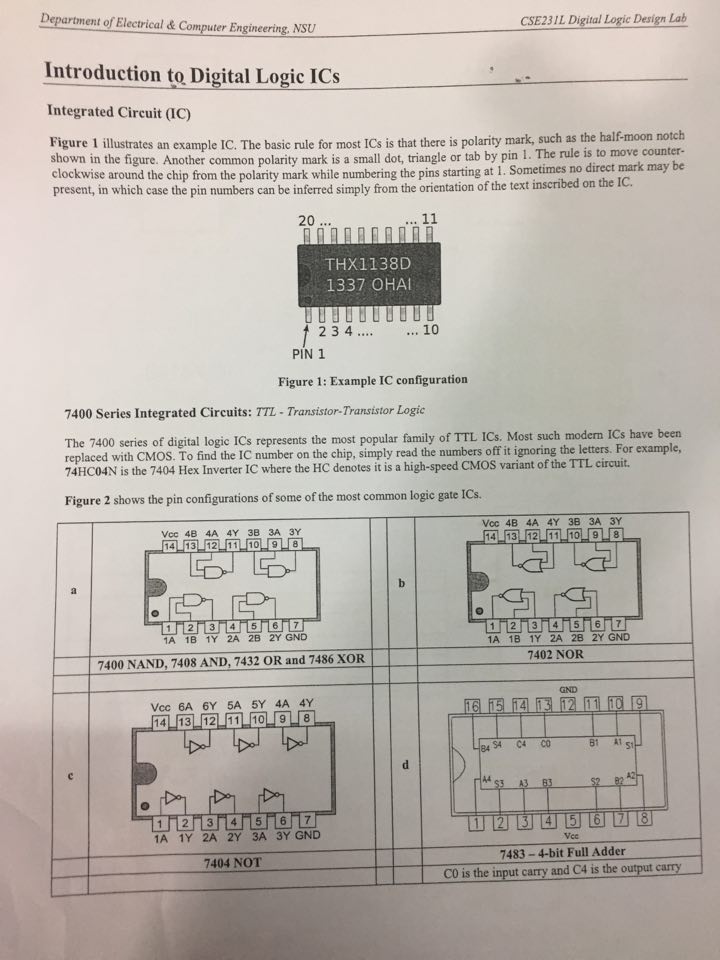 Department of Electrical & Computer Engineering, NSU
CSE231L Digital Logic Design Lab
Introduction to Digital Logic ICs
Integrated Circuit (IC)
Figure 1 illustrates an example IC. The basic rule for most ICs is that there is polarity mark, such as the half-moon notch
shown in the figure. Another common polarity mark is a small dot, triangle or tab by pin 1. The rule is to move counter-
clockwise around the chip from the polarity mark while numbering the pins starting at 1. Sometimes no direct mark may be
present, in which case the pin numbers can be inferred simply from the orientation of the text inscribed on the IC.
20 ... ... 11
THX1138D
1337 OHAI
2 3 4 .... ... 10
PIN 1
Figure 1: Example IC configuration
7400 Series Integrated Circuits: TTL - Transistor-Transistor Logic
The 7400 series of digital logic ICs represents the most popular family of TTL ICs. Most such modern ICs have been
replaced with CMOS. To find the IC number on the chip, simply read the numbers off it ignoring the letters. For example,
74HC04N is the 7404 Hex Inverter IC where the HC denotes it is a high-speed CMOS variant of the TTL circuit.
Figure 2 shows the pin configurations of some of the most common logic gate ICs.
a
Vcc 4B 4A 4Y 3B 3A 3Y
14 13 12 11 10 9 8
1 2 3 4 5 6 7
1A 1B 1Y 2A 2B 2Y GND
7400 NAND, 7408 AND, 7432 OR and 7486 XOR
b
Vcc 4B 4A 4Y 3B 3A 3Y
14 13 12 11 10 9 8
1 2 3 4 5 6 7
1A 1B 1Y 2A 2B 2Y GND
7402 NOR
c
Vcc 6A 6Y 5A 5Y 4A 4Y
14 13 12 11 10 9 8
1 2 3 4 5 6 7
1A 1Y 2A 2Y 3A 3Y GND
7404 NOT
d
GND
16 15 14 13 12 11 10 9
B4 S4 C4 C0 B1 A1 S1
A4 S3 A3 B3 S2 B2 A2
1 2 3 4 5 6 7 8
Vcc
7483 – 4-bit Full Adder
C0 is the input carry and C4 is the output carry